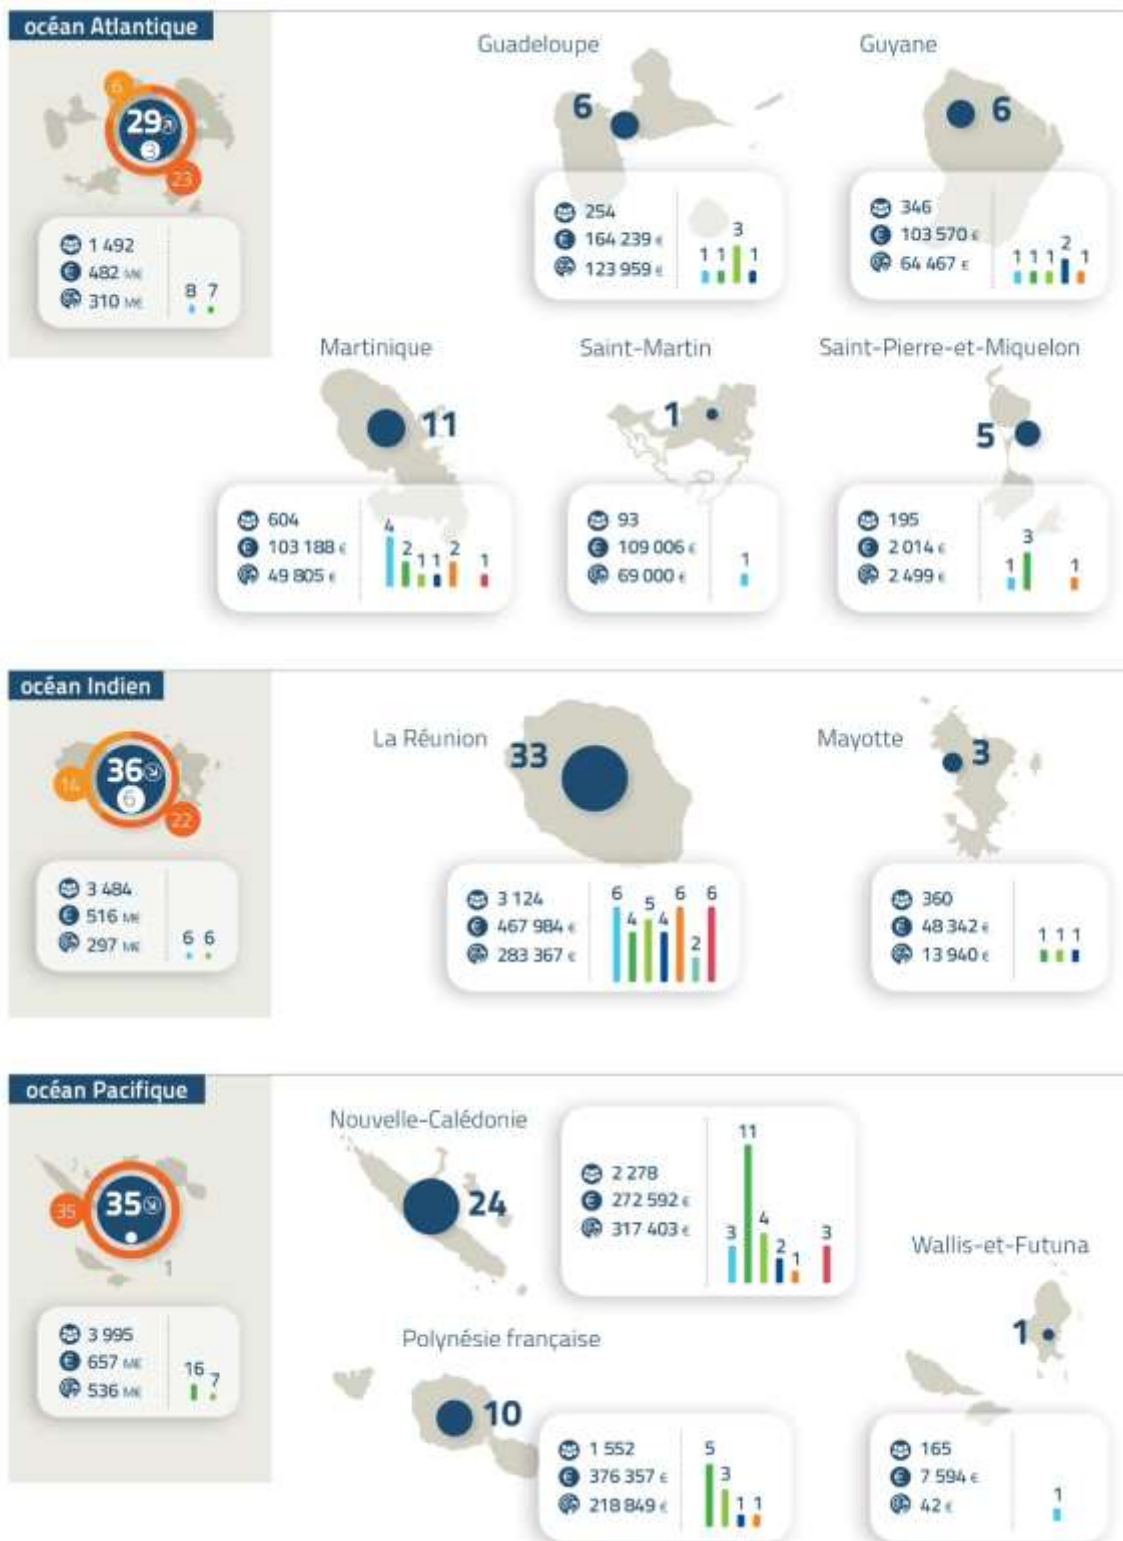 océan Atlantique
6
29
3
23
1 492
482 M€
310 M€
8 7
Guadeloupe
6
254
164 239 €
123 959 €
1 1 3 1
Guyane
6
346
103 570 €
64 467 €
1 1 1 2 1
Martinique
11
604
103 188 €
49 805 €
4 2 1 1 2 1
Saint-Martin
1
93
109 006 €
69 000 €
1
Saint-Pierre-et-Miquelon
5
195
2 014 €
2 499 €
1 3 1
océan Indien
14
36
6
22
3 484
516 M€
297 M€
6 6
La Réunion
33
3 124
467 984 €
283 367 €
6 4 5 4 6 2 6
Mayotte
3
360
48 342 €
13 940 €
1 1 1
océan Pacifique
35
35
1
3 995
657 M€
536 M€
16 7
Nouvelle-Calédonie
24
2 278
272 592 €
317 403 €
3 11 4 2 1 3
Polynésie française
10
1 552
376 357 €
218 849 €
5 3 1 1
Wallis-et-Futuna
1
165
7 594 €
42 €
1